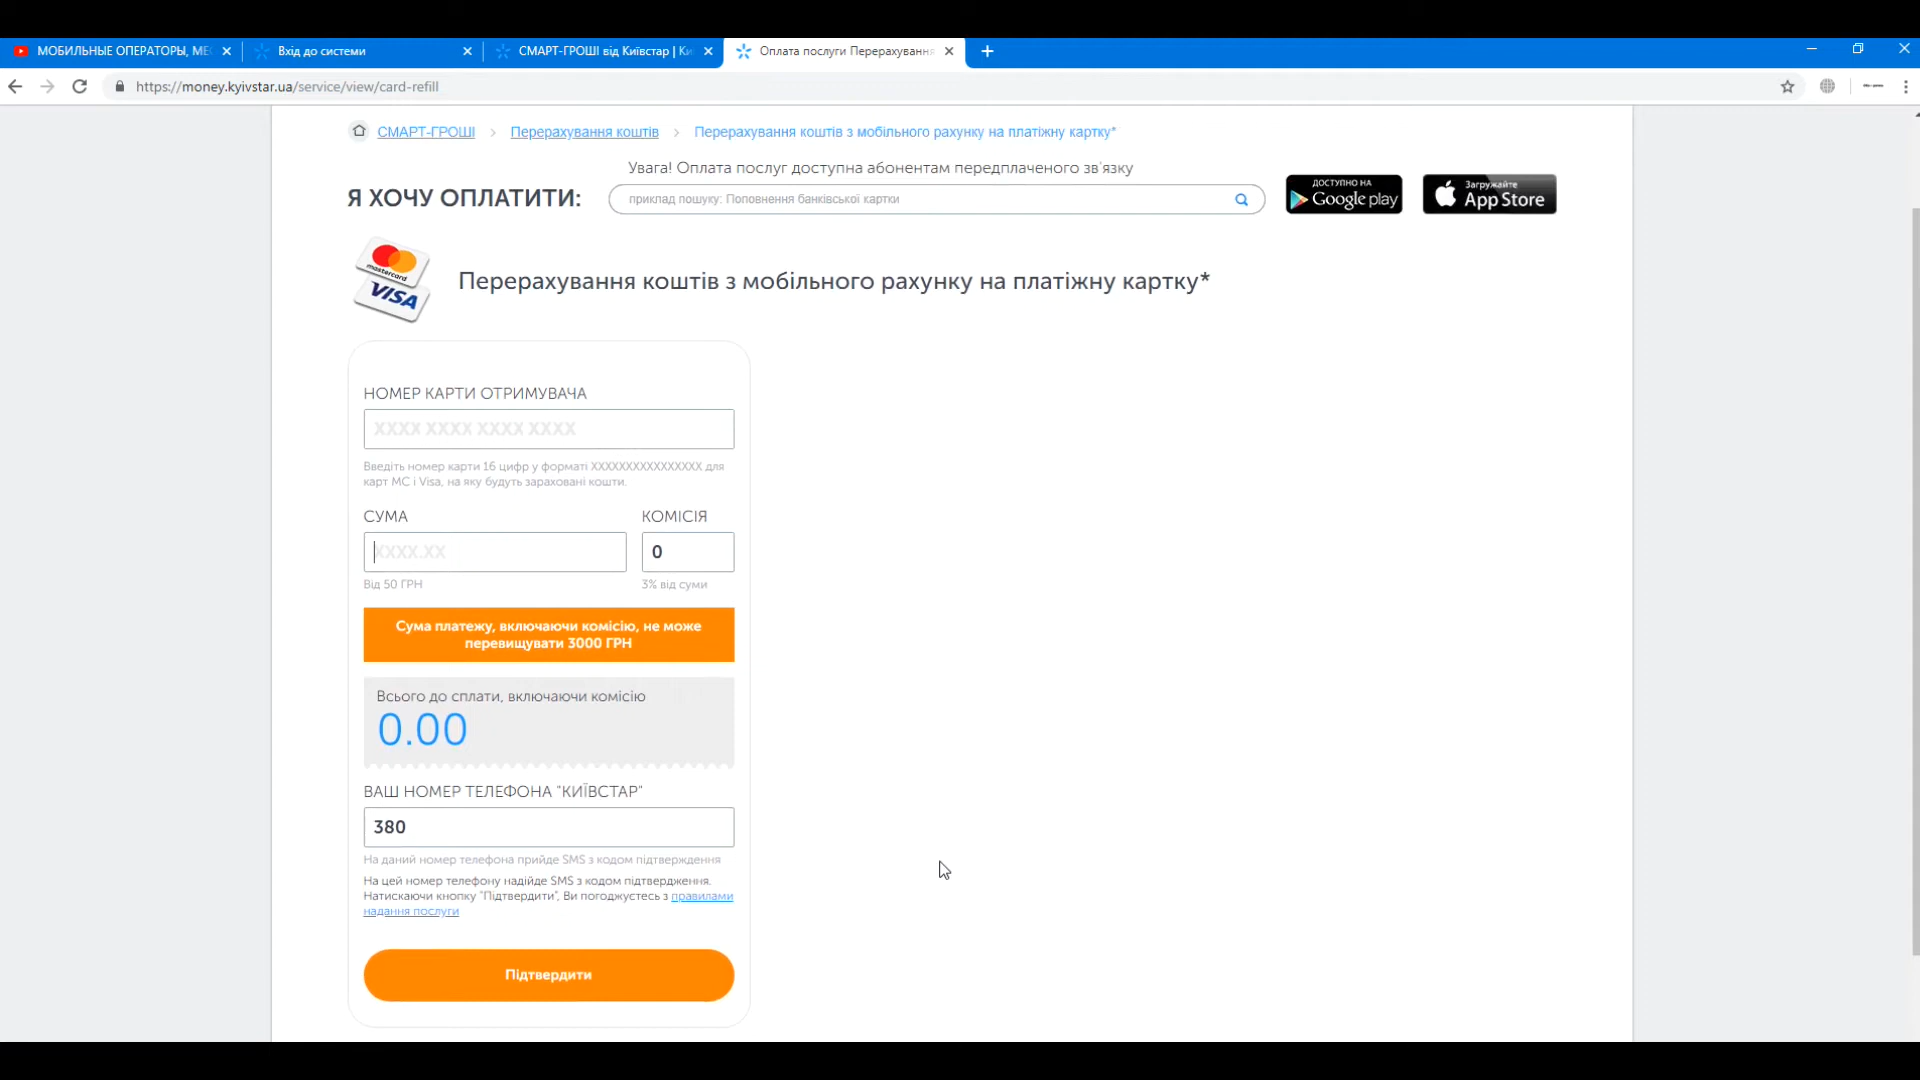 МОБИЛЬНЫЕ ОПЕРАТОРЫ,
Вхід до системи
СМАРТ-ГРОШІ від Київстар |
Оплата послуги Перерахування
https://money.kyivstar.ua/service/view/card-refill
СМАРТ-ГРОШІ > Перерахування коштів > Перерахування коштів з мобільного рахунку на платіжну картку*
Увага! Оплата послуг доступна абонентам передплаченого зв'язку
Я ХОЧУ ОПЛАТИТИ:
приклад пошуку: Поповнення банківської картки
ДОСТУПНО НА
Google play
Загружайте
App Store
mastercard
VISA
Перерахування коштів з мобільного рахунку на платіжну картку*
НОМЕР КАРТИ ОТРИМУВАЧА
XXXX XXXX XXXX XXXX
Введіть номер карти 16 цифр у форматі XXXXXXXXXXXXXXXX для
карт МС і Visa, на яку будуть зараховані кошти.
СУМА
КОМІСІЯ
XXXX.XX
0
Від 50 ГРН
3% від суми
Сума платежу, включаючи комісію, не може
перевищувати 3000 ГРН
Всього до сплати, включаючи комісію
0.00
ВАШ НОМЕР ТЕЛЕФОНА "КИЇВСТАР"
380
На даний номер телефона прийде SMS з кодом підтверждення
На цей номер телефону надійде SMS з кодом підтвердження.
Натискаючи кнопку "Підтвердити", Ви погоджуєтесь з правилами
надання послуги
Підтвердити